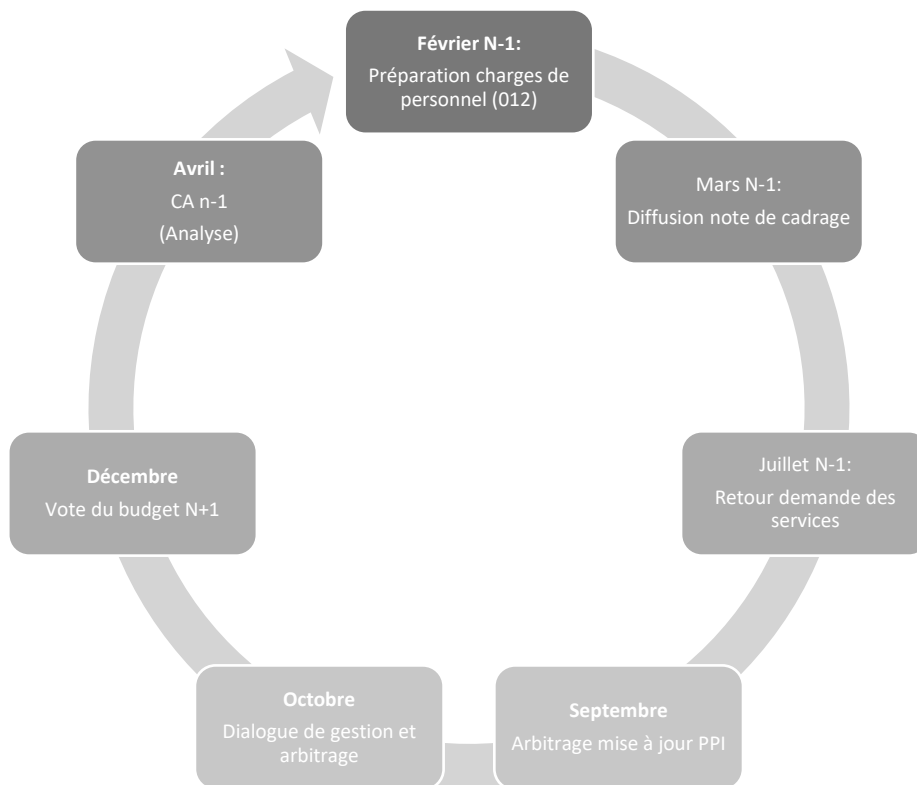 Février N-1:
Préparation charges de
personnel (012)
Mars N-1:
Diffusion note de cadrage
Juillet N-1:
Retour demande des
services
Septembre
Arbitrage mise à jour PPI
Octobre
Dialogue de gestion et
arbitrage
Décembre
Vote du budget N+1
Avril :
CA n-1
(Analyse)